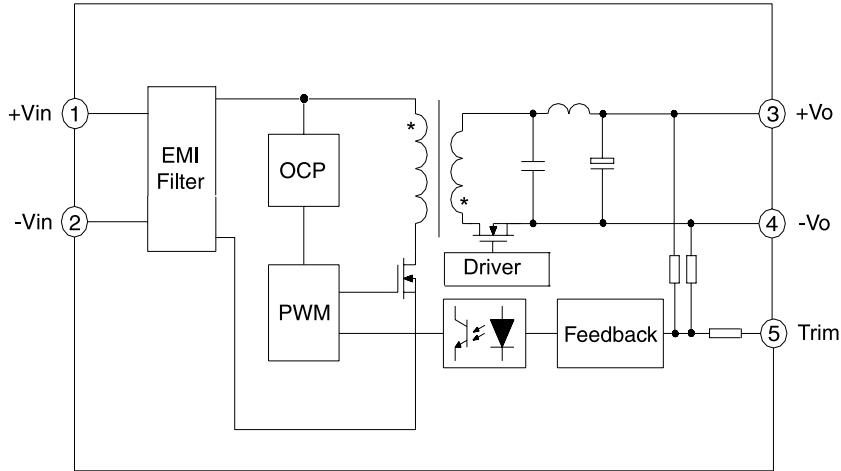 +Vin 1
EMI
Filter
-Vin 2
OCP
PWM
*
*
Driver
Feedback
3 +Vo
4 -Vo
5 Trim